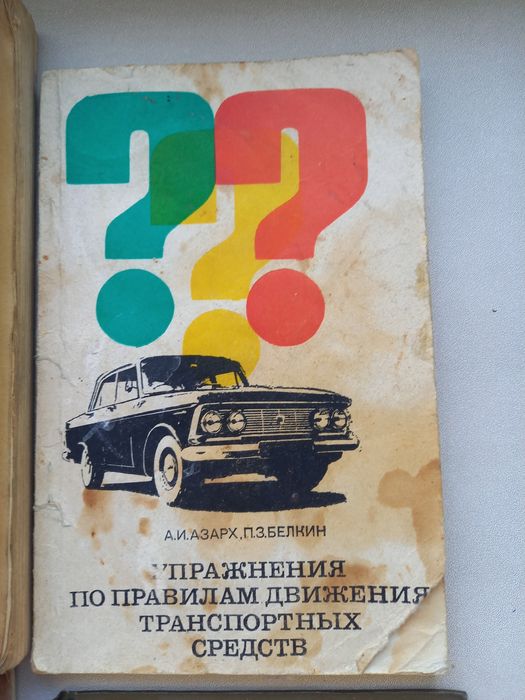 ? ? ?
А.И.АЗАРХ, П.З.БЕЛКИН
УПРАЖНЕНИЯ
ПО ПРАВИЛАМ ДВИЖЕНИЯ
ТРАНСПОРТНЫХ
СРЕДСТВ